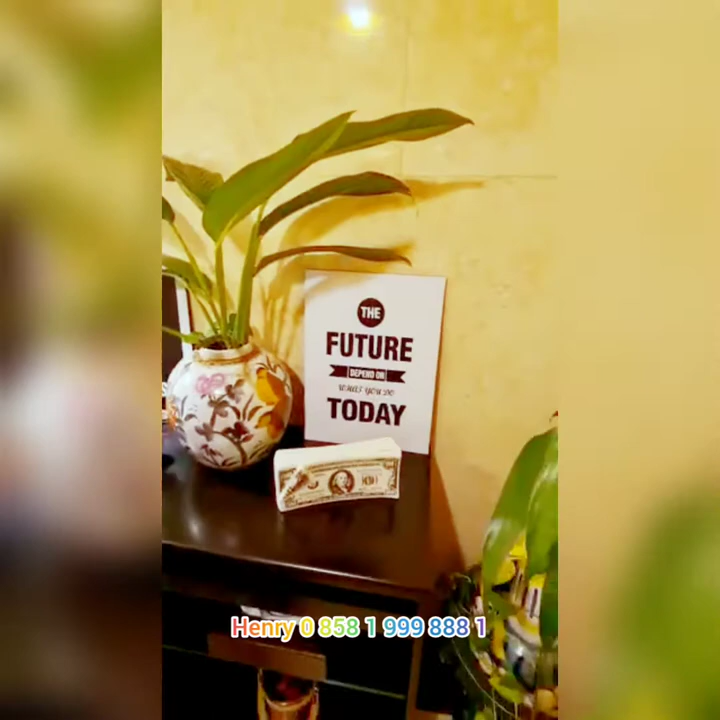 THE
FUTURE
DEPEND ON
WHAT YOU DO
TODAY
Henry 0 858 1 999 888 1